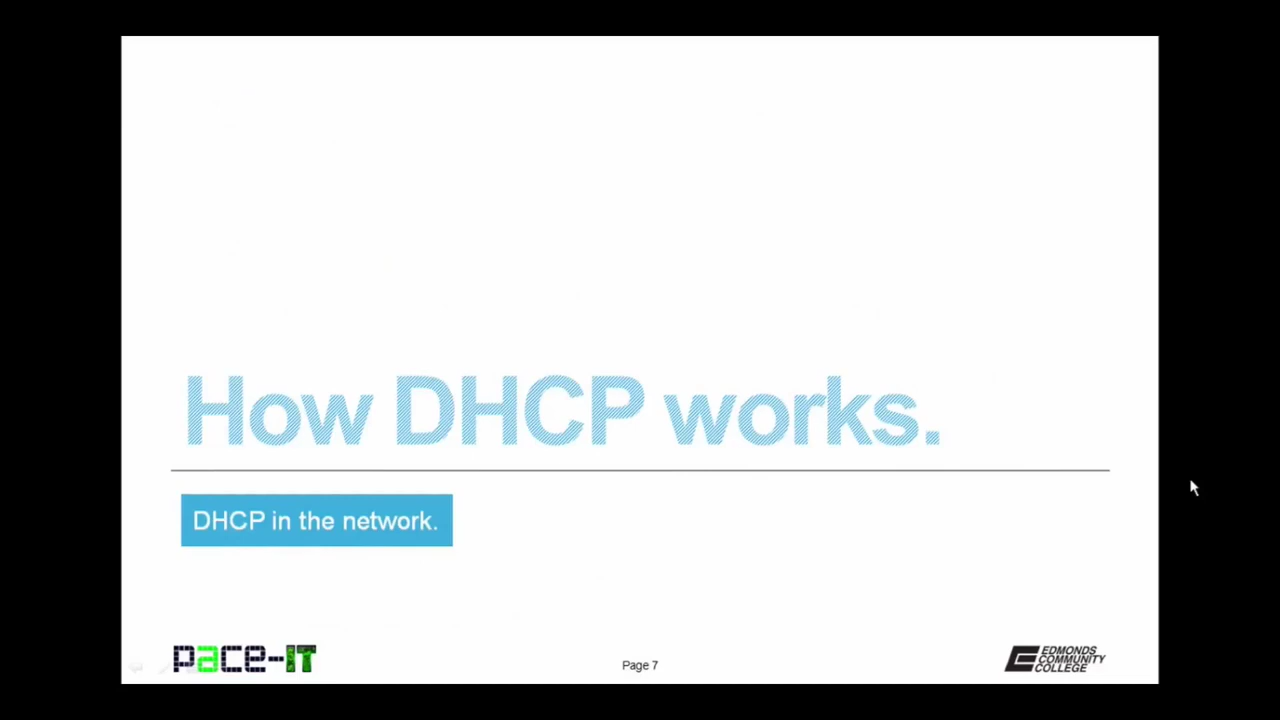 How DHCP works.
DHCP in the network.
pace-IT
Page 7
EDMONDS
COMMUNITY
COLLEGE